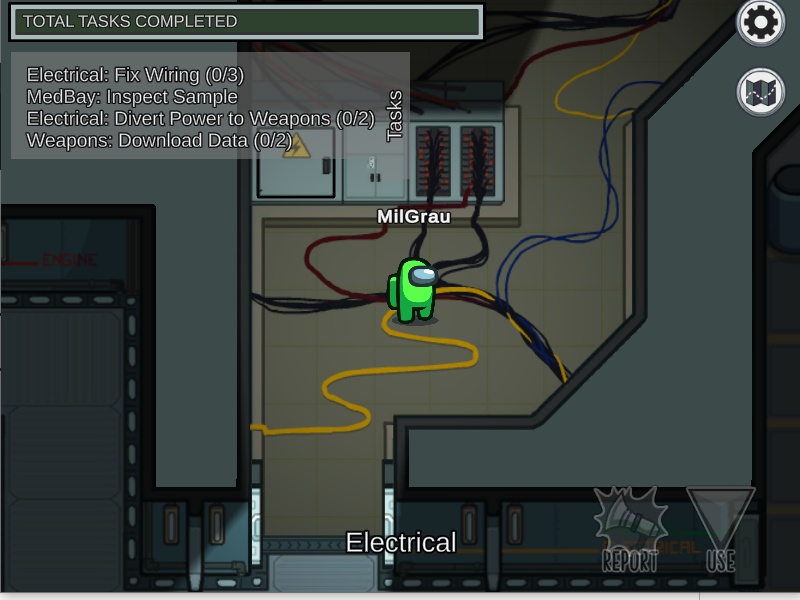 TOTAL TASKS COMPLETED
Electrical: Fix Wiring (0/3)
MedBay: Inspect Sample
Electrical: Divert Power to Weapons (0/2)
Weapons: Download Data (0/2)
Tasks
MilGrau
ENGINE
Electrical
REPORT
USE